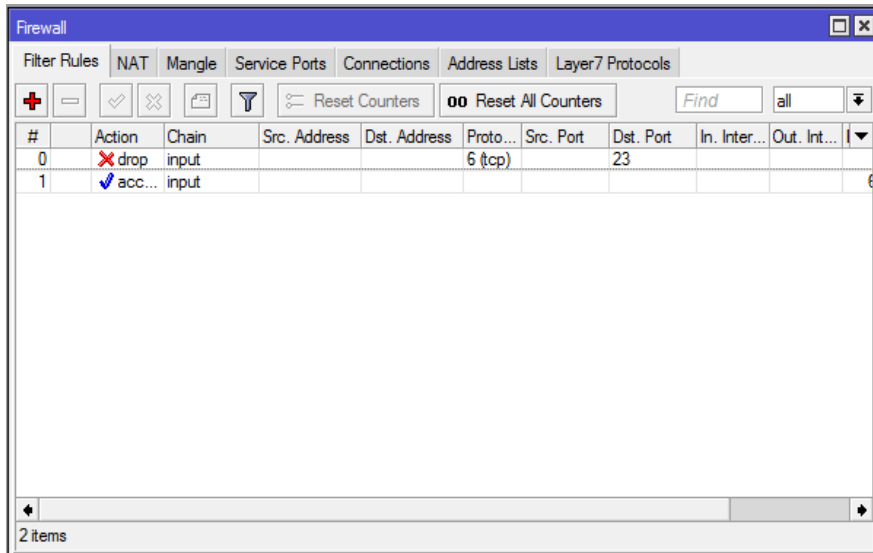 Firewall
Filter Rules NAT Mangle Service Ports Connections Address Lists Layer7 Protocols
Reset Counters 00 Reset All Counters Find all
# Action Chain Src. Address Dst. Address Proto... Src. Port Dst. Port In. Inter... Out. Int...
0 drop input 6 (tcp) 23
1 acc... input
2 items